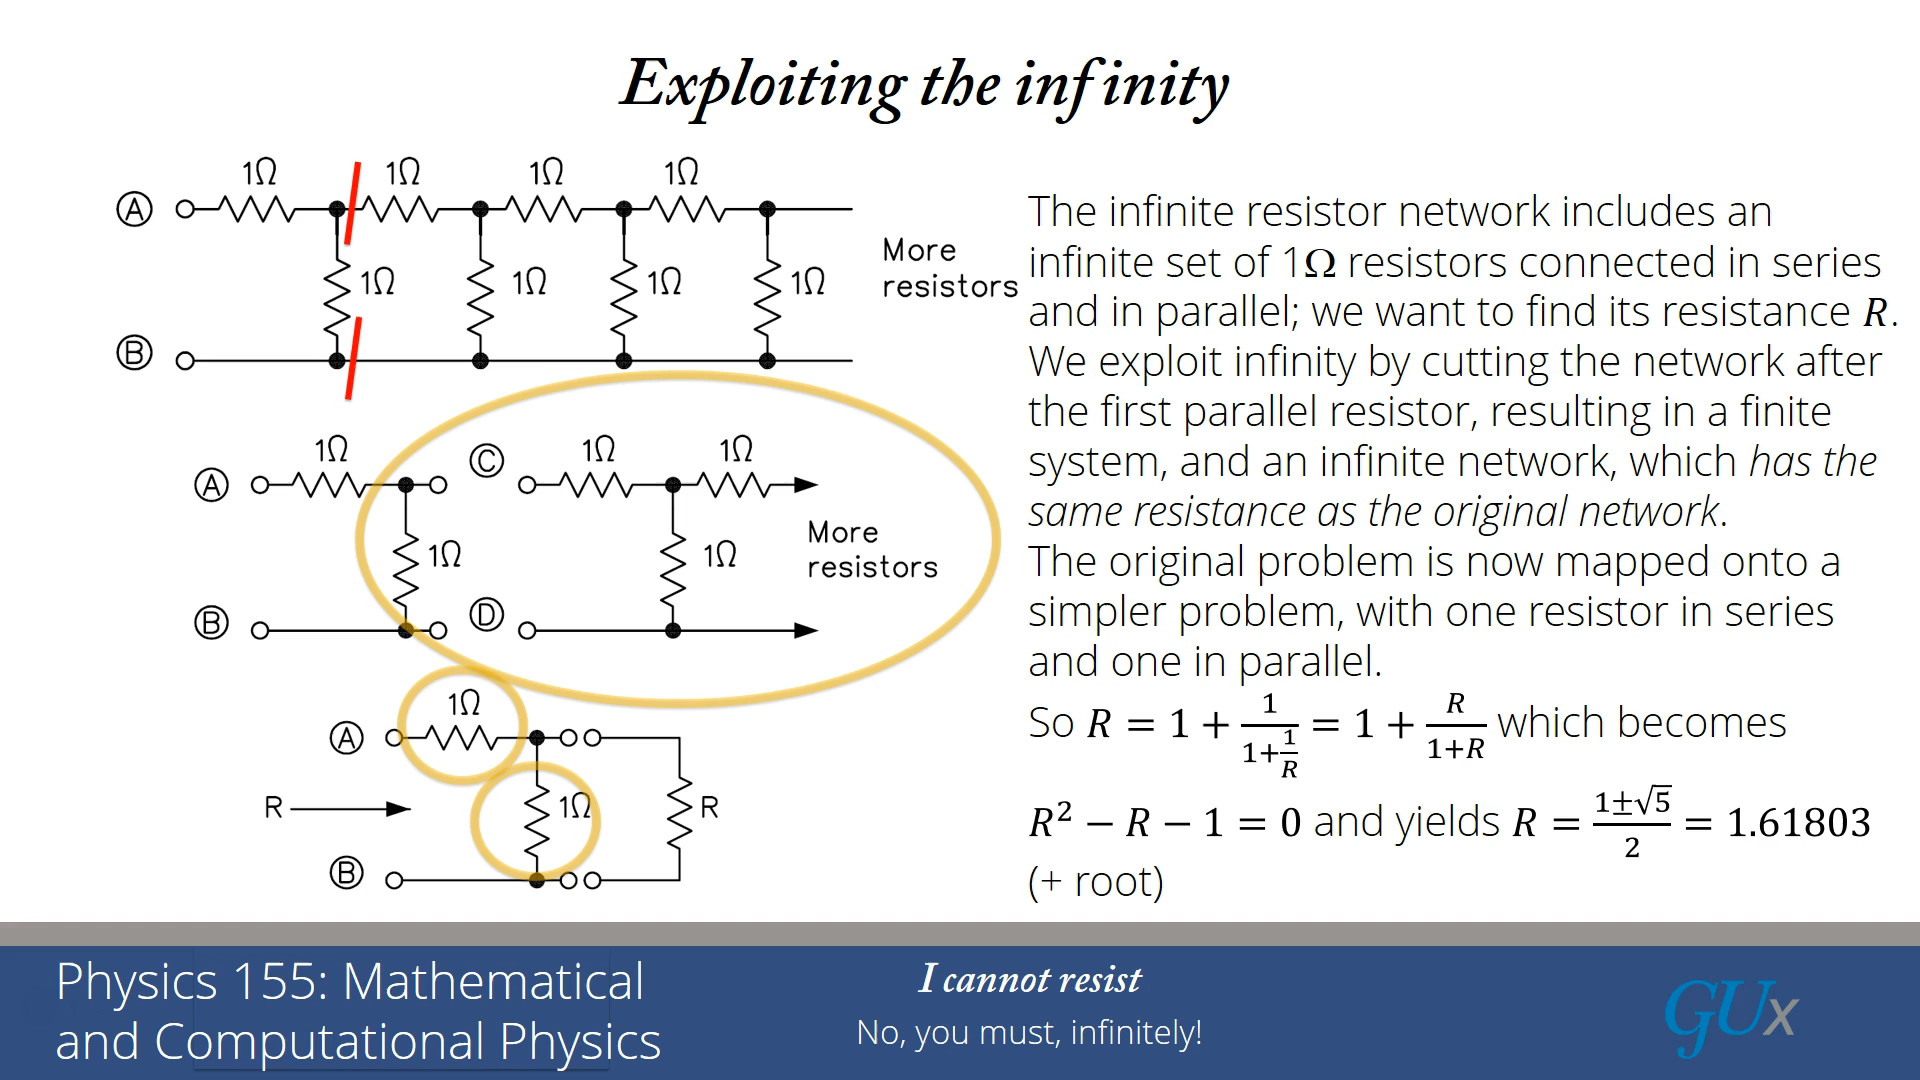 Exploiting the infinity
1Ω 1Ω 1Ω 1Ω
A
1Ω 1Ω 1Ω 1Ω
More
resistors
B
1Ω C 1Ω 1Ω
A
1Ω 1Ω
More
resistors
B D
1Ω
A
R 1Ω R
B
The infinite resistor network includes an
infinite set of 1Ω resistors connected in series
and in parallel; we want to find its resistance R.
We exploit infinity by cutting the network after
the first parallel resistor, resulting in a finite
system, and an infinite network, which has the
same resistance as the original network.
The original problem is now mapped onto a
simpler problem, with one resistor in series
and one in parallel.
So R = 1 + 1/(1+1/R) = 1 + R/(1+R) which becomes
R² − R − 1 = 0 and yields R = (1±√5)/2 = 1.61803
(+ root)
Physics 155: Mathematical
and Computational Physics
I cannot resist
No, you must, infinitely!
GUx